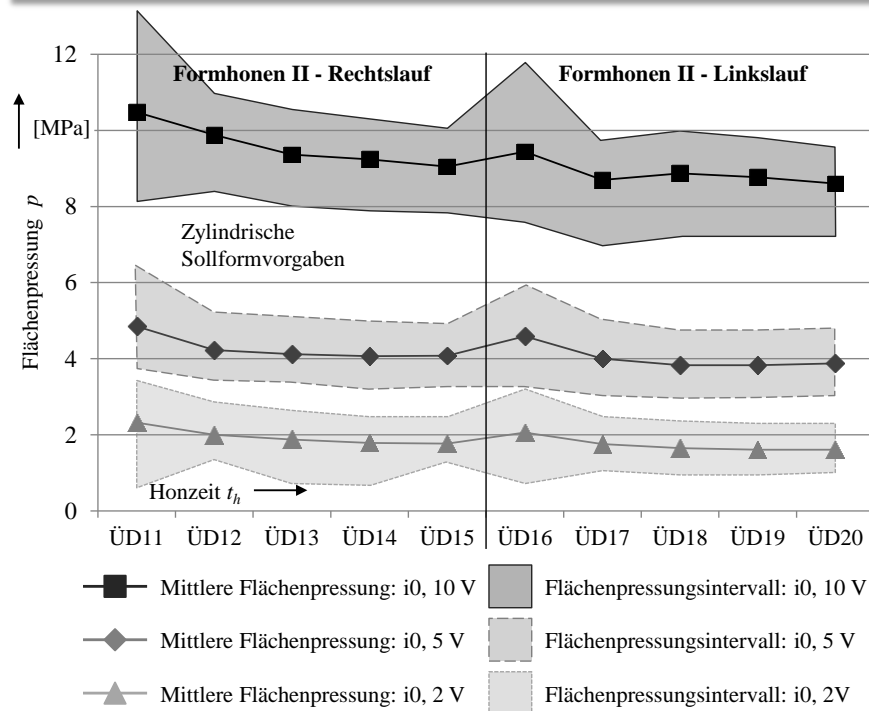 12
Formhonen II - Rechtslauf
Formhonen II - Linkslauf
[MPa]
8
Zylindrische
Sollformvorgaben
6
Flächenpressung p
4
2
Honzeit th
0
ÜD11 ÜD12 ÜD13 ÜD14 ÜD15 ÜD16 ÜD17 ÜD18 ÜD19 ÜD20
Mittlere Flächenpressung: i0, 10 V
Flächenpressungsintervall: i0, 10 V
Mittlere Flächenpressung: i0, 5 V
Flächenpressungsintervall: i0, 5 V
Mittlere Flächenpressung: i0, 2 V
Flächenpressungsintervall: i0, 2V